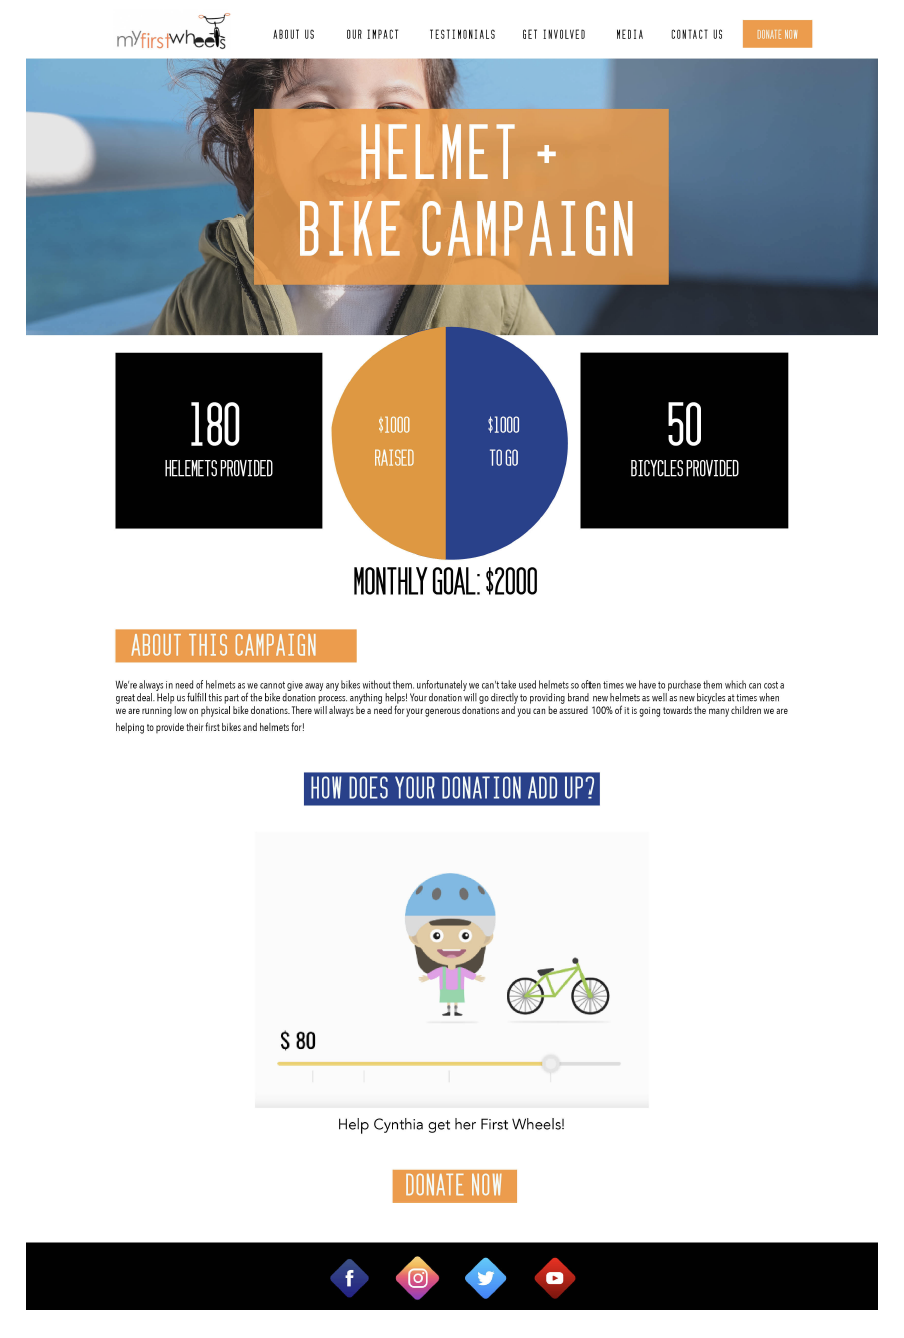 myfirstwheels
ABOUT US OUR IMPACT TESTIMONIALS GET INVOLVED MEDIA CONTACT US DONATE NOW
HELMET +
BIKE CAMPAIGN
180
HELEMETS PROVIDED
$1000
RAISED
$1000
TO GO
50
BICYCLES PROVIDED
MONTHLY GOAL: $2000
ABOUT THIS CAMPAIGN
We're always in need of helmets as we cannot give away any bikes without them. unfortunately we can't take used helmets so often times we have to purchase them which can cost a
great deal. Help us fulfill this part of the bike donation process. anything helps! Your donation will go directly to providing brand new helmets as well as new bicycles at times when
we are running low on physical bike donations. There will always be a need for your generous donations and you can be assured 100% of it is going towards the many children we are
helping to provide their first bikes and helmets for!
HOW DOES YOUR DONATION ADD UP?
$ 80
Help Cynthia get her First Wheels!
DONATE NOW